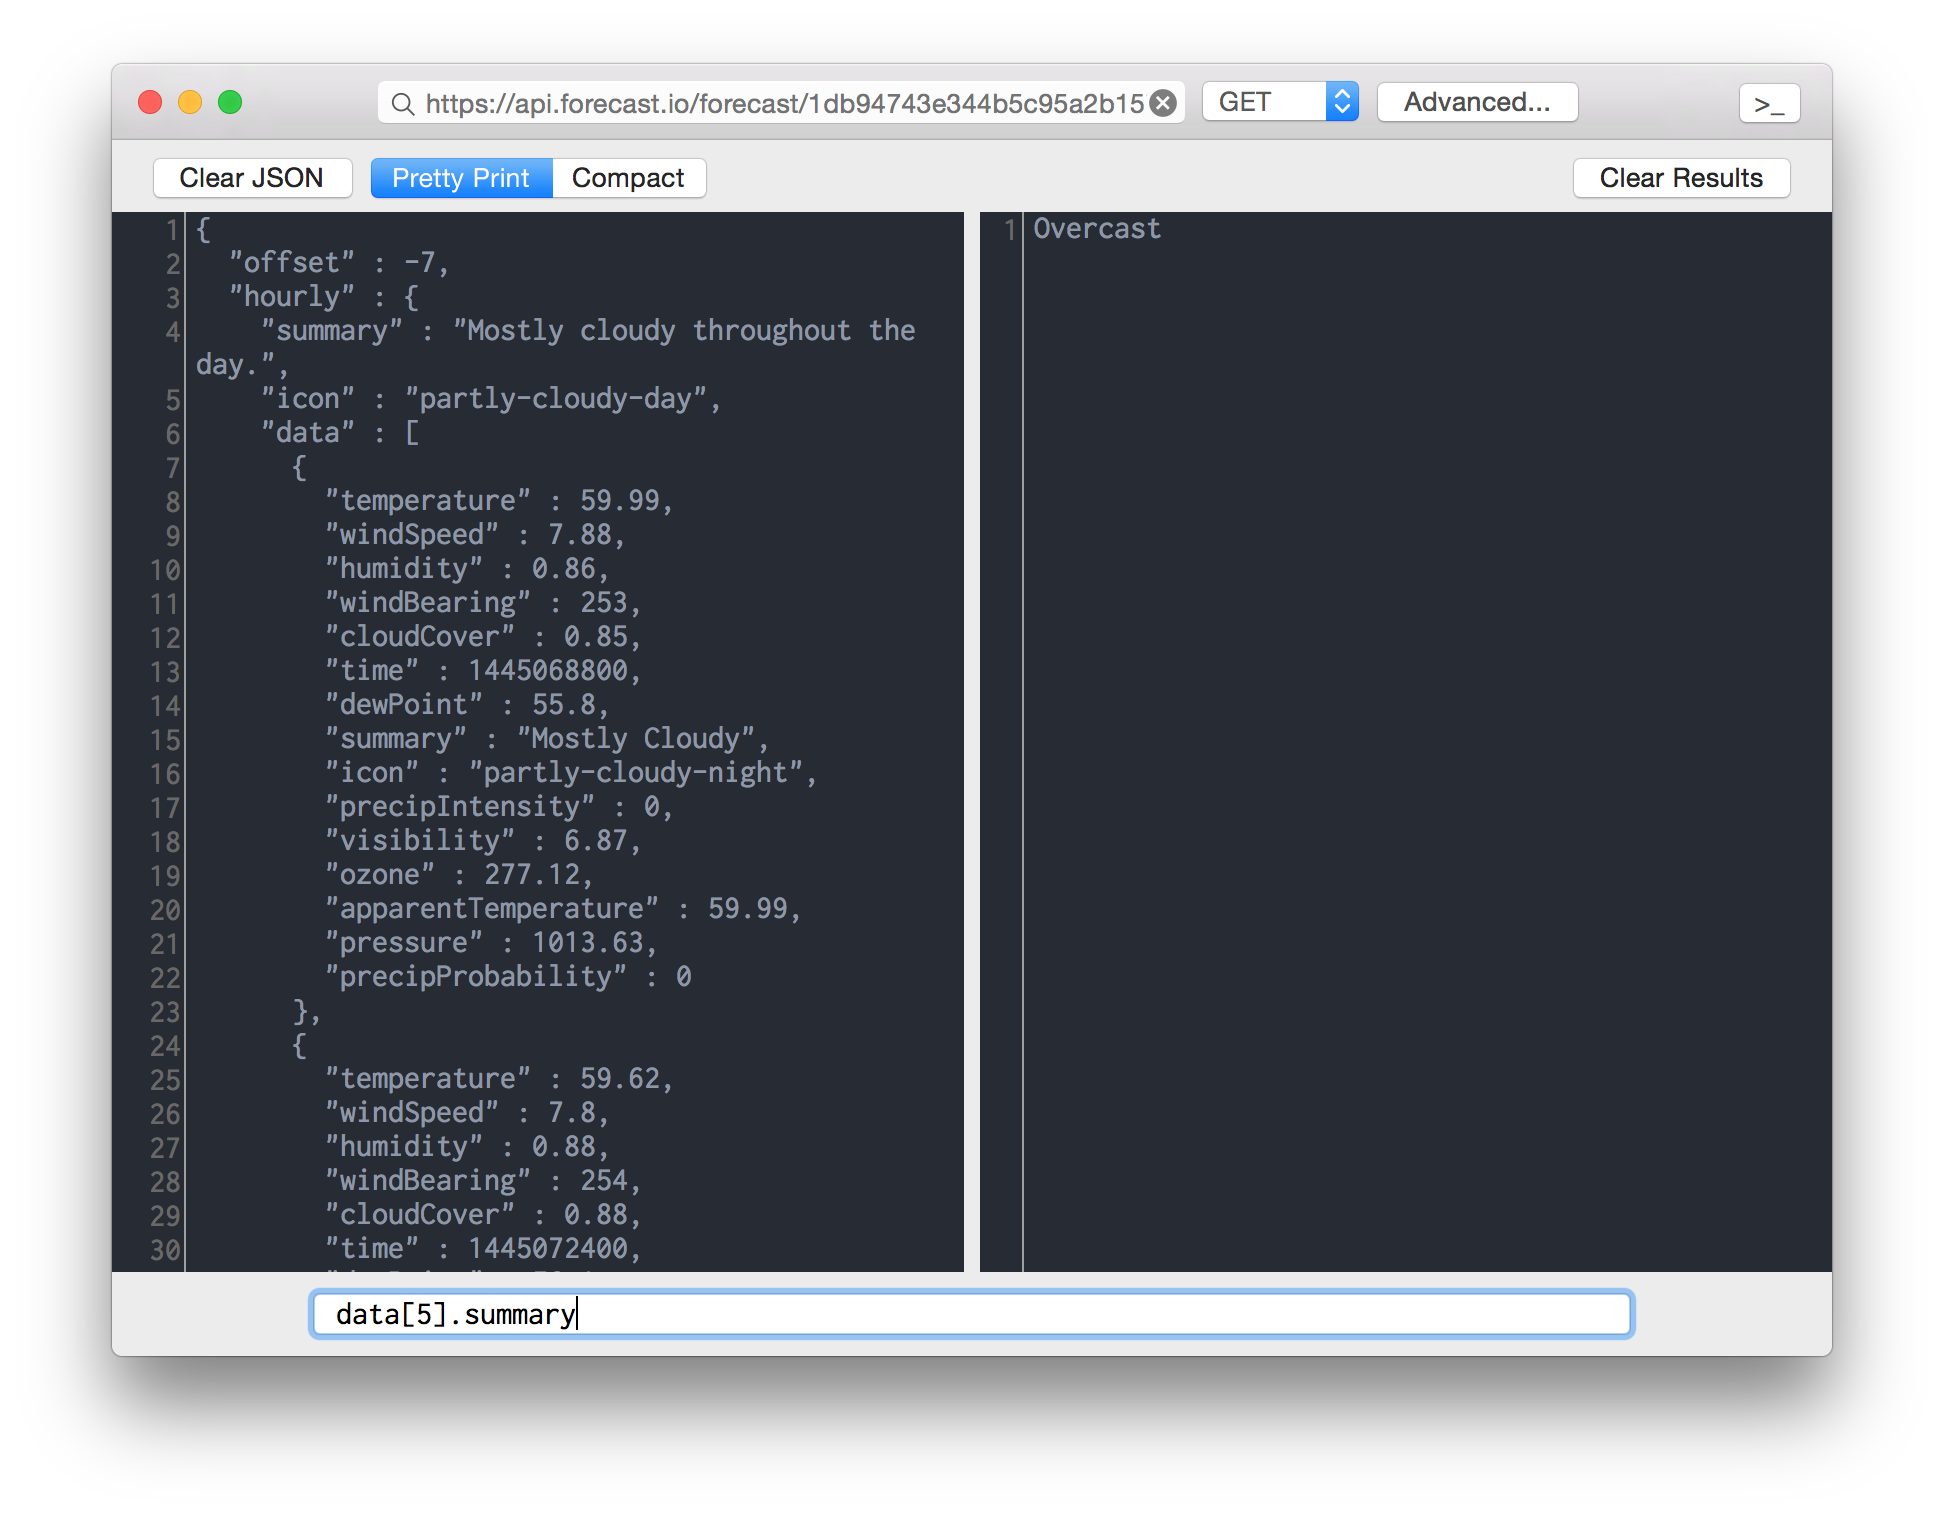 https://api.forecast.io/forecast/1db94743e344b5c95a2b15 GET Advanced... >_
Clear JSON Pretty Print Compact Clear Results
1 {
2 "offset" : -7,
3 "hourly" : {
4 "summary" : "Mostly cloudy throughout the
day.",
5 "icon" : "partly-cloudy-day",
6 "data" : [
7 {
8 "temperature" : 59.99,
9 "windSpeed" : 7.88,
10 "humidity" : 0.86,
11 "windBearing" : 253,
12 "cloudCover" : 0.85,
13 "time" : 1445068800,
14 "dewPoint" : 55.8,
15 "summary" : "Mostly Cloudy",
16 "icon" : "partly-cloudy-night",
17 "precipIntensity" : 0,
18 "visibility" : 6.87,
19 "ozone" : 277.12,
20 "apparentTemperature" : 59.99,
21 "pressure" : 1013.63,
22 "precipProbability" : 0
23 },
24 {
25 "temperature" : 59.62,
26 "windSpeed" : 7.8,
27 "humidity" : 0.88,
28 "windBearing" : 254,
29 "cloudCover" : 0.88,
30 "time" : 1445072400,
1 Overcast
data[5].summary